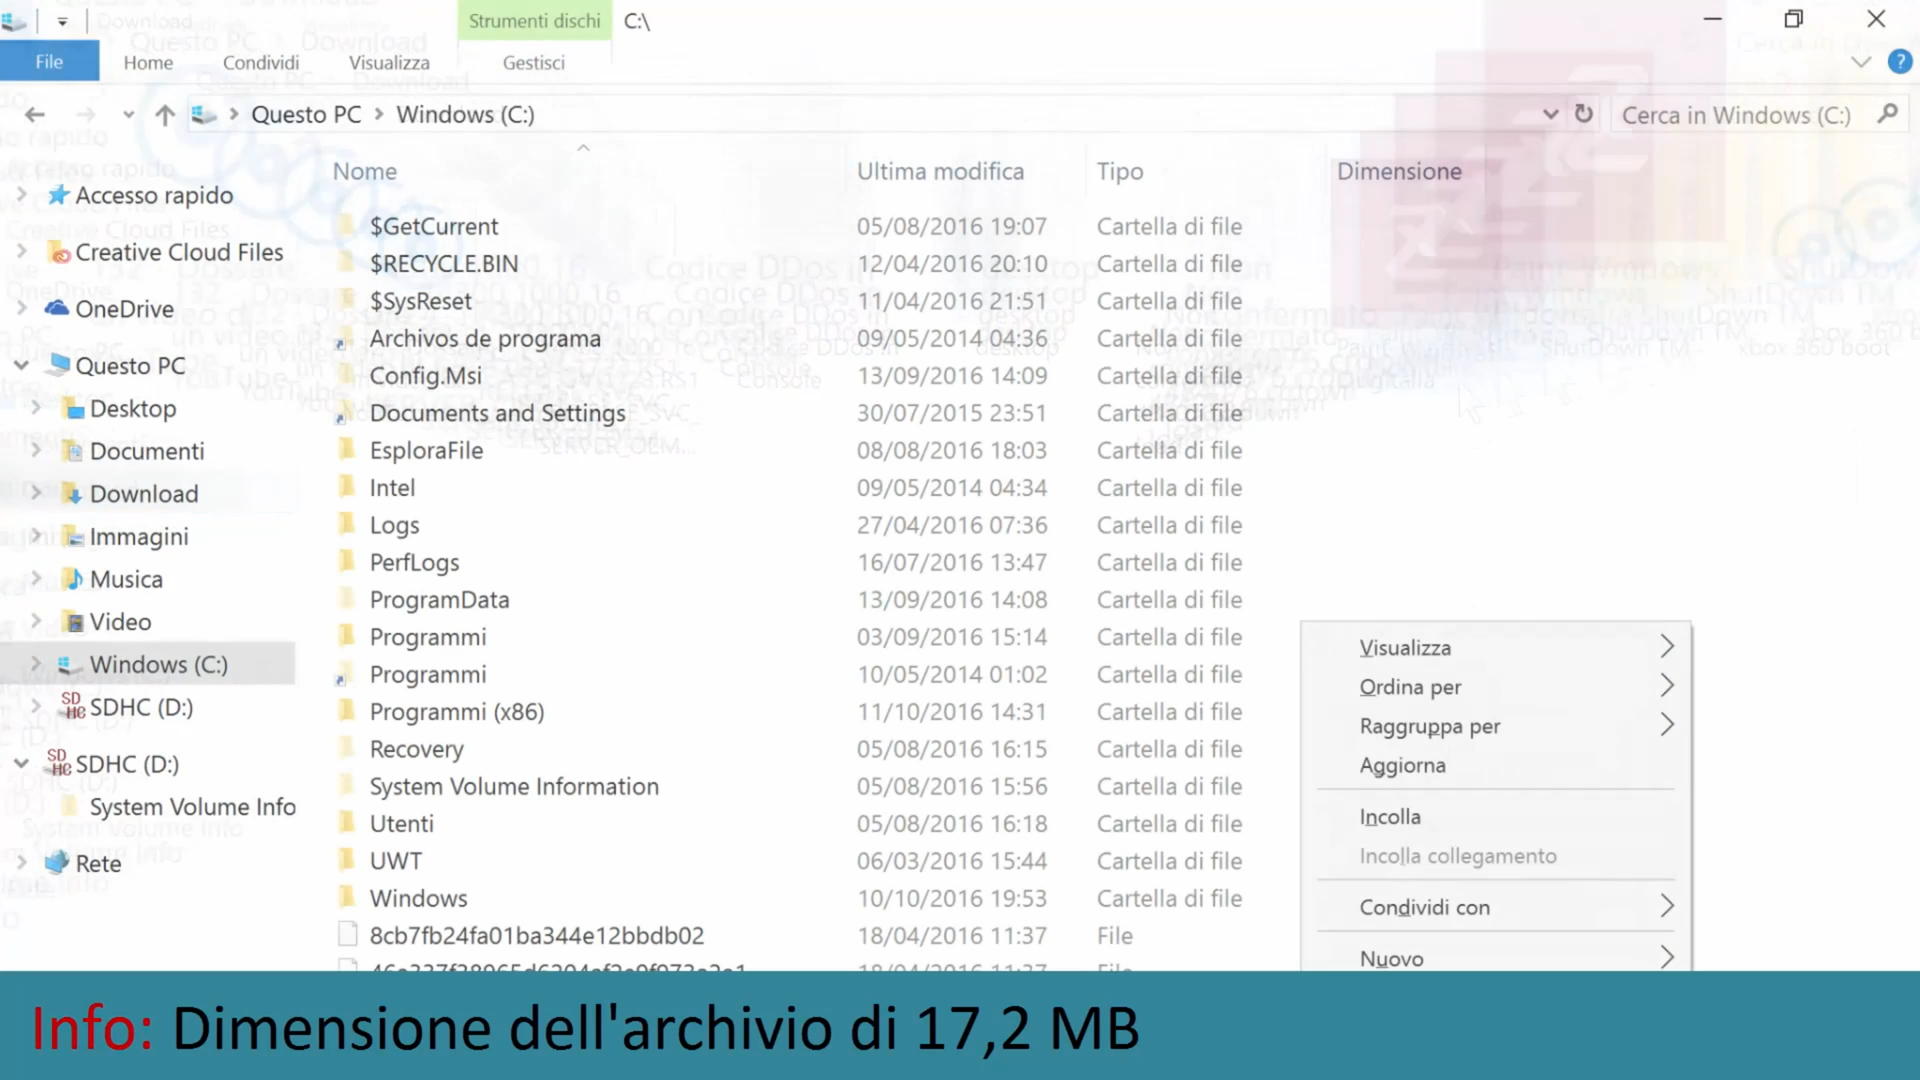 Strumenti dischi
C:\
File
Home
Condividi
Visualizza
Gestisci
Questo PC
Windows (C:)
Cerca in Windows (C:)
Nome
Ultima modifica
Tipo
Dimensione
Accesso rapido
Creative Cloud Files
OneDrive
Questo PC
Desktop
Documenti
Download
Immagini
Musica
Video
Windows (C:)
SDHC (D:)
SDHC (D:)
System Volume Info
Rete
$GetCurrent 05/08/2016 19:07 Cartella di file
$RECYCLE.BIN 12/04/2016 20:10 Cartella di file
$SysReset 11/04/2016 21:51 Cartella di file
Archivos de programa 09/05/2014 04:36 Cartella di file
Config.Msi 13/09/2016 14:09 Cartella di file
Documents and Settings 30/07/2015 23:51 Cartella di file
EsploraFile 08/08/2016 18:03 Cartella di file
Intel 09/05/2014 04:34 Cartella di file
Logs 27/04/2016 07:36 Cartella di file
PerfLogs 16/07/2016 13:47 Cartella di file
ProgramData 13/09/2016 14:08 Cartella di file
Programmi 03/09/2016 15:14 Cartella di file
Programmi 10/05/2014 01:02 Cartella di file
Programmi (x86) 11/10/2016 14:31 Cartella di file
Recovery 05/08/2016 16:15 Cartella di file
System Volume Information 05/08/2016 15:56 Cartella di file
Utenti 05/08/2016 16:18 Cartella di file
UWT 06/03/2016 15:44 Cartella di file
Windows 10/10/2016 19:53 Cartella di file
8cb7fb24fa01ba344e12bbdb02 18/04/2016 11:37 File
Visualizza
Ordina per
Raggruppa per
Aggiorna
Incolla
Incolla collegamento
Condividi con
Nuovo
Info: Dimensione dell'archivio di 17,2 MB